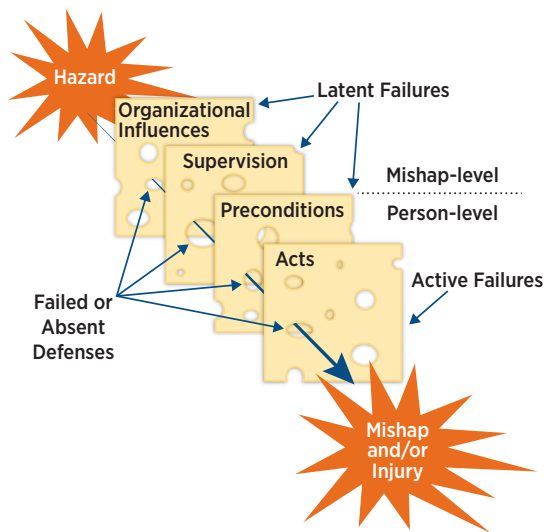 Hazard
Organizational
Influences
Latent Failures
Supervision
Mishap-level
Preconditions
Person-level
Acts
Active Failures
Failed or
Absent
Defenses
Mishap
and/or
Injury